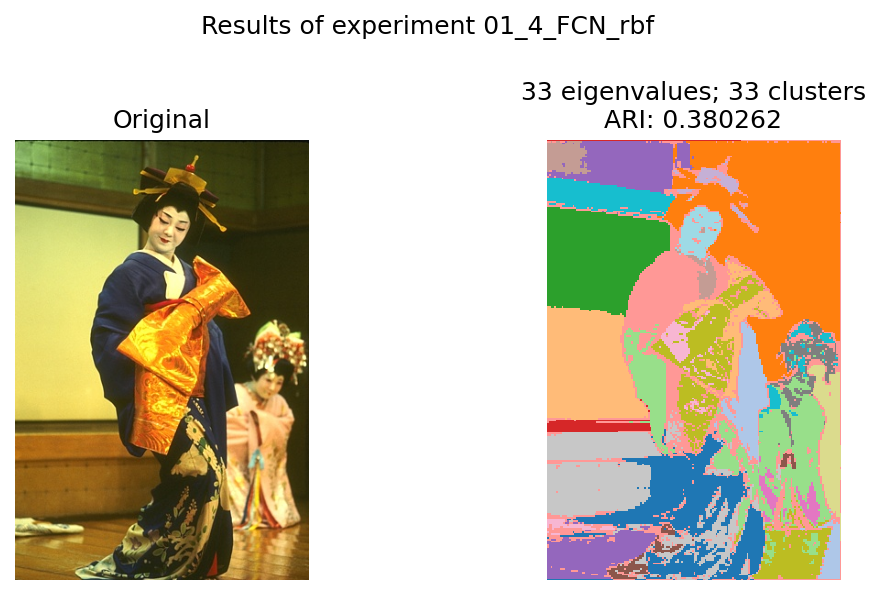 Results of experiment 01_4_FCN_rbf
Original
33 eigenvalues; 33 clusters
ARI: 0.380262